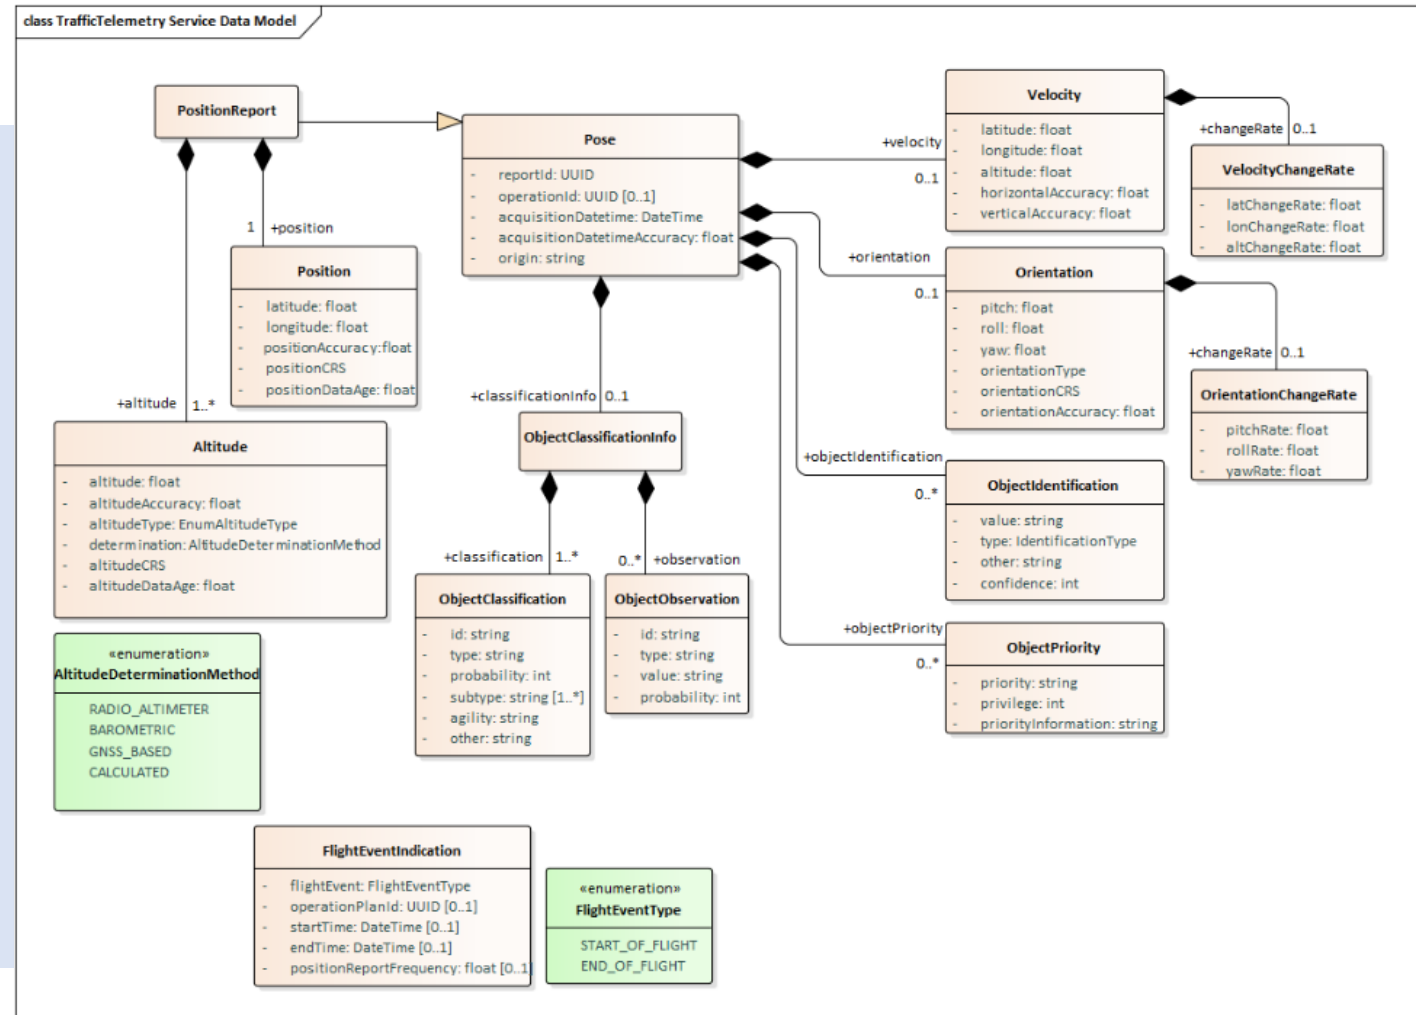 class TrafficTelemetry Service Data Model
PositionReport
Pose
- reportId: UUID
- operationId: UUID [0..1]
- acquisitionDatetime: DateTime
- acquisitionDatetimeAccuracy: float
- origin: string
+velocity
0..1
Velocity
- latitude: float
- longitude: float
- altitude: float
- horizontalAccuracy: float
- verticalAccuracy: float
+changeRate 0..1
VelocityChangeRate
- latChangeRate: float
- lonChangeRate: float
- altChangeRate: float
1 +position
Position
- latitude: float
- longitude: float
- positionAccuracy:float
- positionCRS
- positionDataAge: float
+orientation
0..1
Orientation
- pitch: float
- roll: float
- yaw: float
- orientationType
- orientationCRS
- orientationAccuracy: float
+changeRate 0..1
OrientationChangeRate
- pitchRate: float
- rollRate: float
- yawRate: float
+altitude 1..*
Altitude
- altitude: float
- altitudeAccuracy: float
- altitudeType: EnumAltitudeType
- determination: AltitudeDeterminationMethod
- altitudeCRS
- altitudeDataAge: float
+classificationInfo 0..1
ObjectClassificationInfo
+objectIdentification
0..*
ObjectIdentification
- value: string
- type: IdentificationType
- other: string
- confidence: int
+classification 1..*
0..* +observation
ObjectClassification
- id: string
- type: string
- probability: int
- subtype: string [1..*]
- agility: string
- other: string
ObjectObservation
- id: string
- type: string
- value: string
- probability: int
+objectPriority
0..*
ObjectPriority
- priority: string
- privilege: int
- priorityInformation: string
«enumeration»
AltitudeDeterminationMethod
RADIO_ALTIMETER
BAROMETRIC
GNSS_BASED
CALCULATED
FlightEventIndication
- flightEvent: FlightEventType
- operationPlanId: UUID [0..1]
- startTime: DateTime [0..1]
- endTime: DateTime [0..1]
- positionReportFrequency: float [0..1]
«enumeration»
FlightEventType
START_OF_FLIGHT
END_OF_FLIGHT